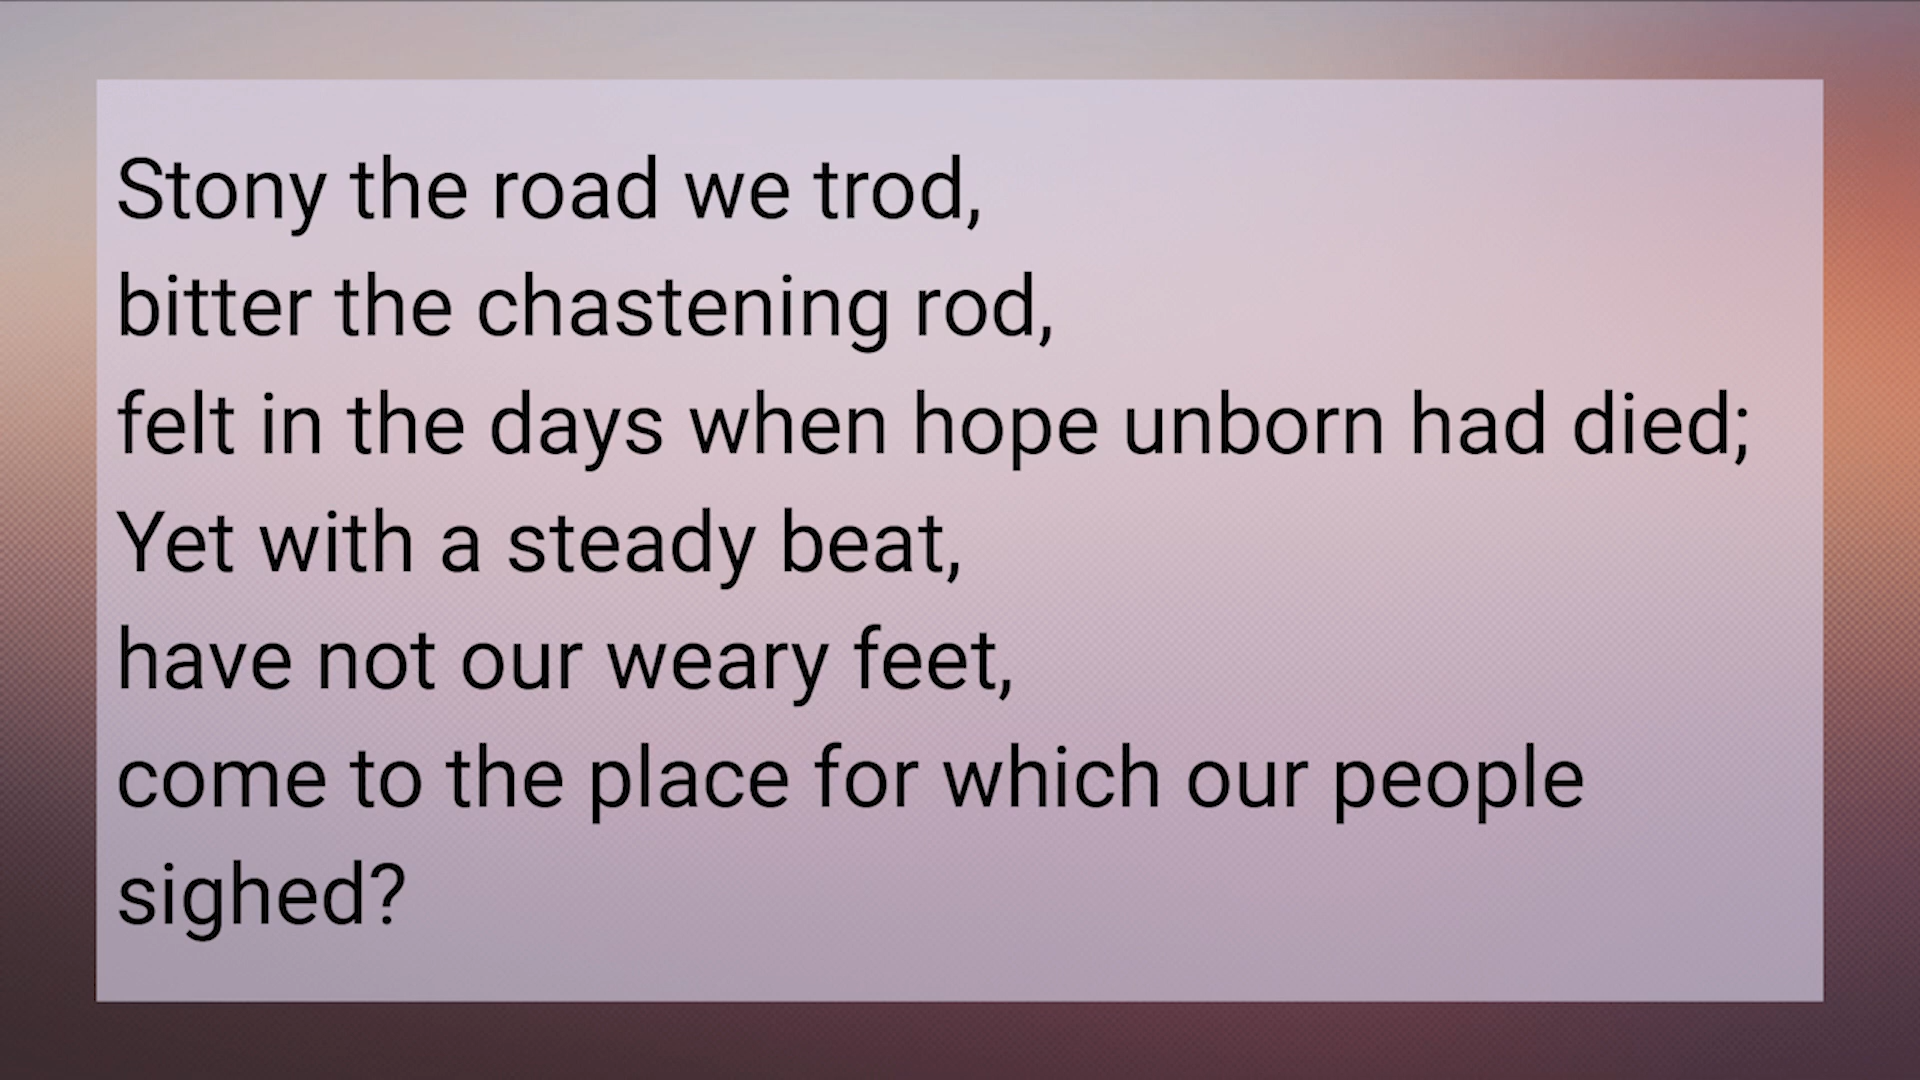 Stony the road we trod,
bitter the chastening rod,
felt in the days when hope unborn had died;
Yet with a steady beat,
have not our weary feet,
come to the place for which our people
sighed?